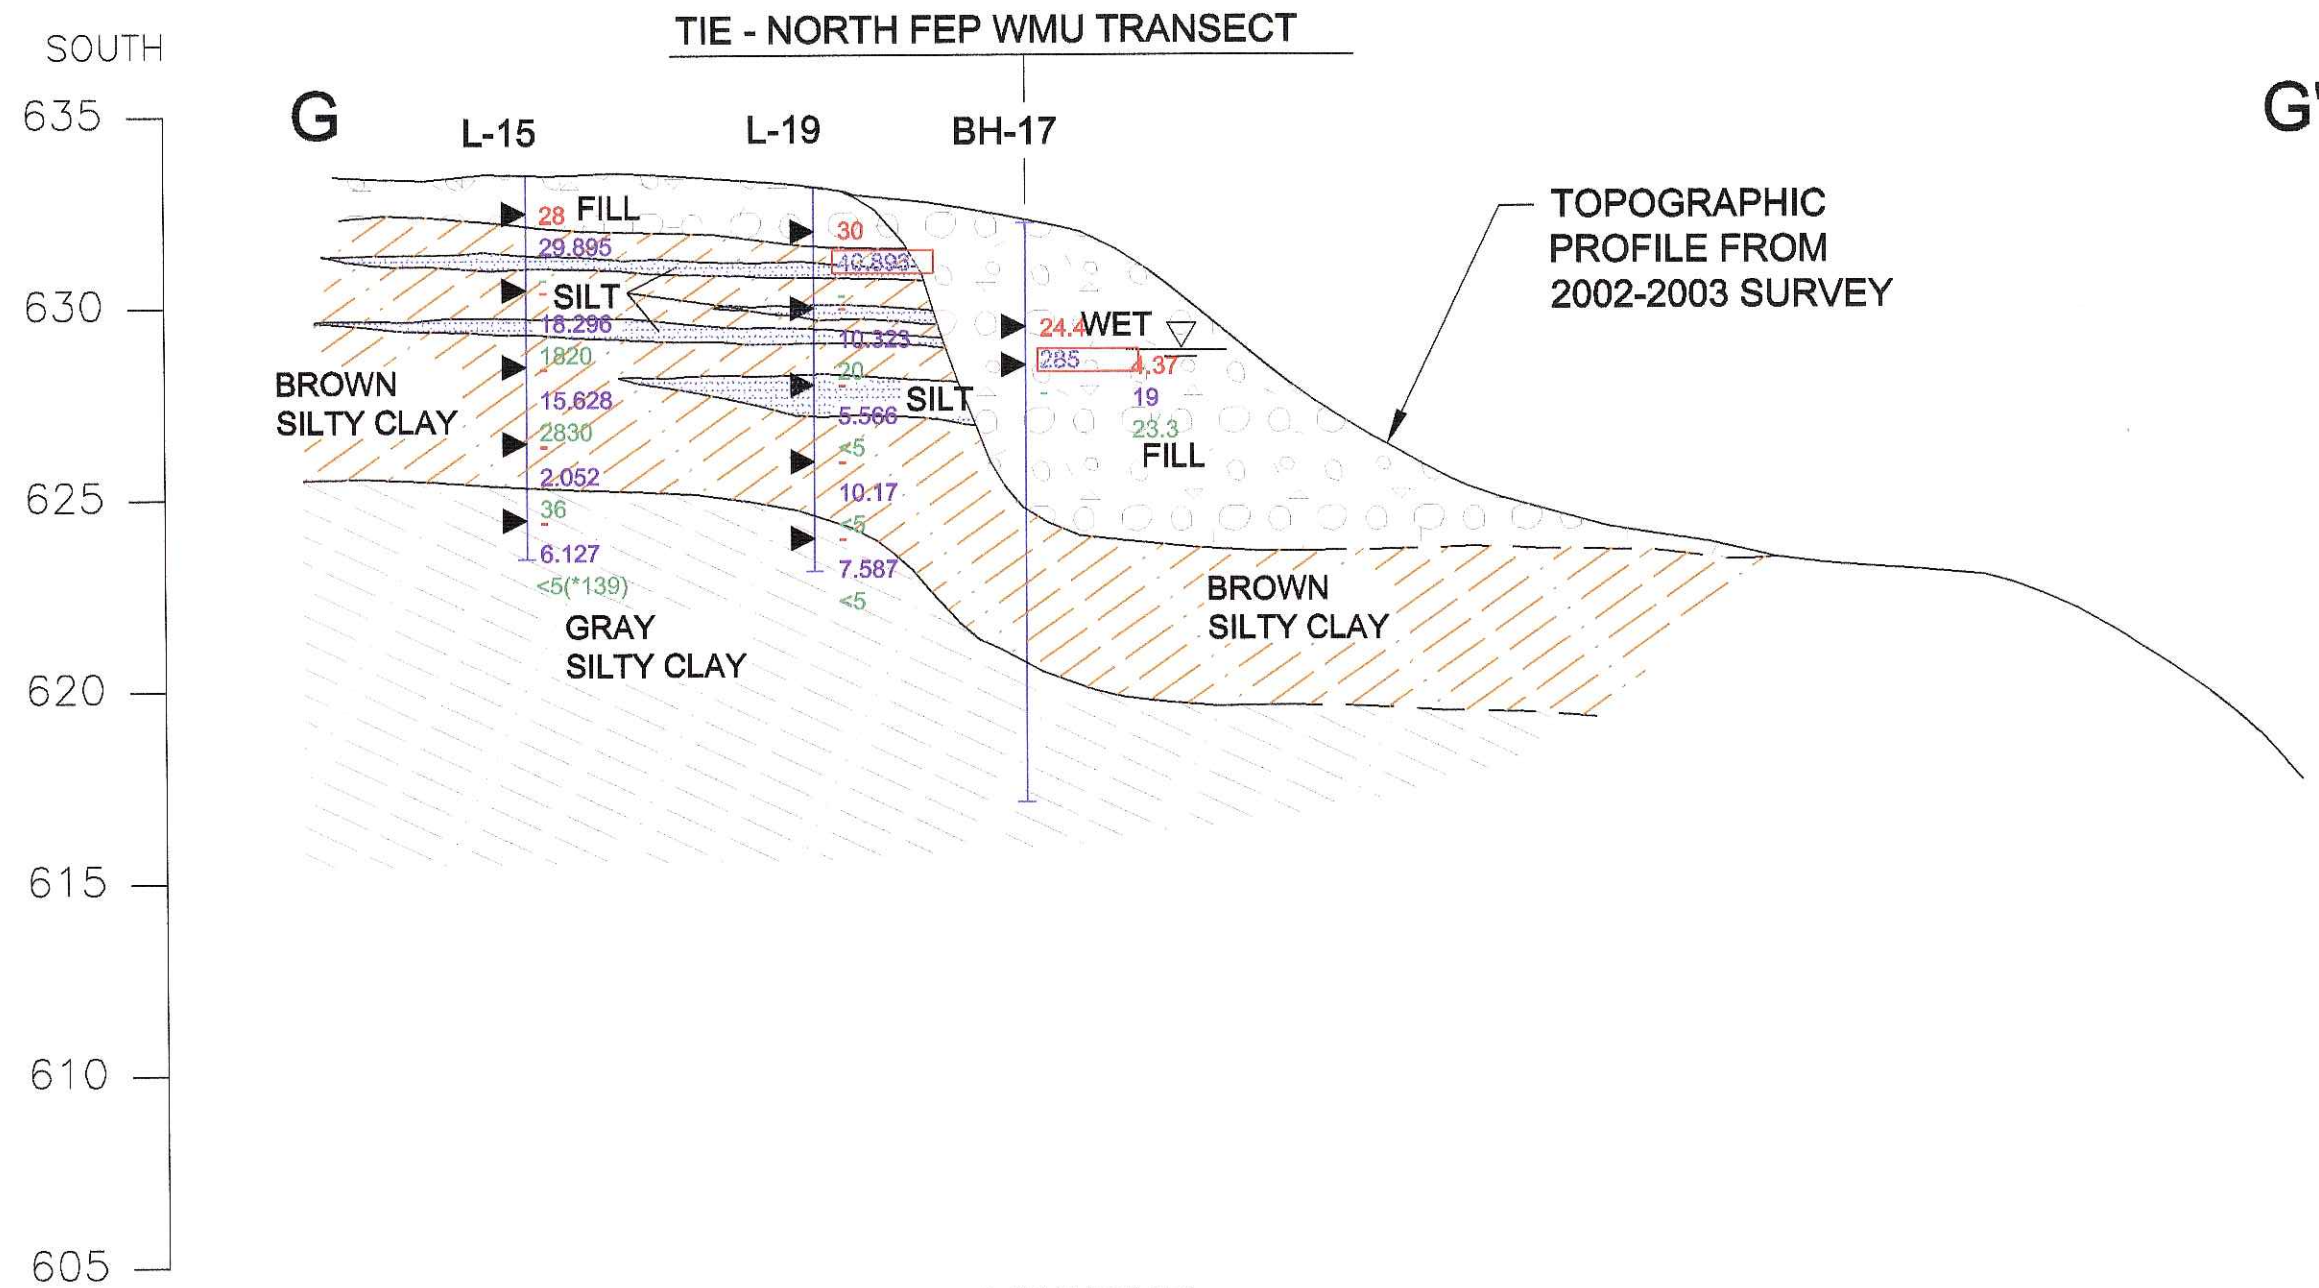 TIE - NORTH FEP WMU TRANSECT
SOUTH
G
G'
635
L-15
L-19
BH-17
TOPOGRAPHIC
PROFILE FROM
2002-2003 SURVEY
28
FILL
29.895
-
SILT
18.296
1820
-
15.628
2830
-
2.052
36
-
6.127
<5(*139)
30
40.893
-
-
10.323
20
-
5.566
SILT
<5
-
10.17
<5
-
7.587
<5
24.4
WET
285
-
4.37
19
23.3
FILL
630
BROWN
SILTY CLAY
625
BROWN
SILTY CLAY
GRAY
SILTY CLAY
620
615
610
605